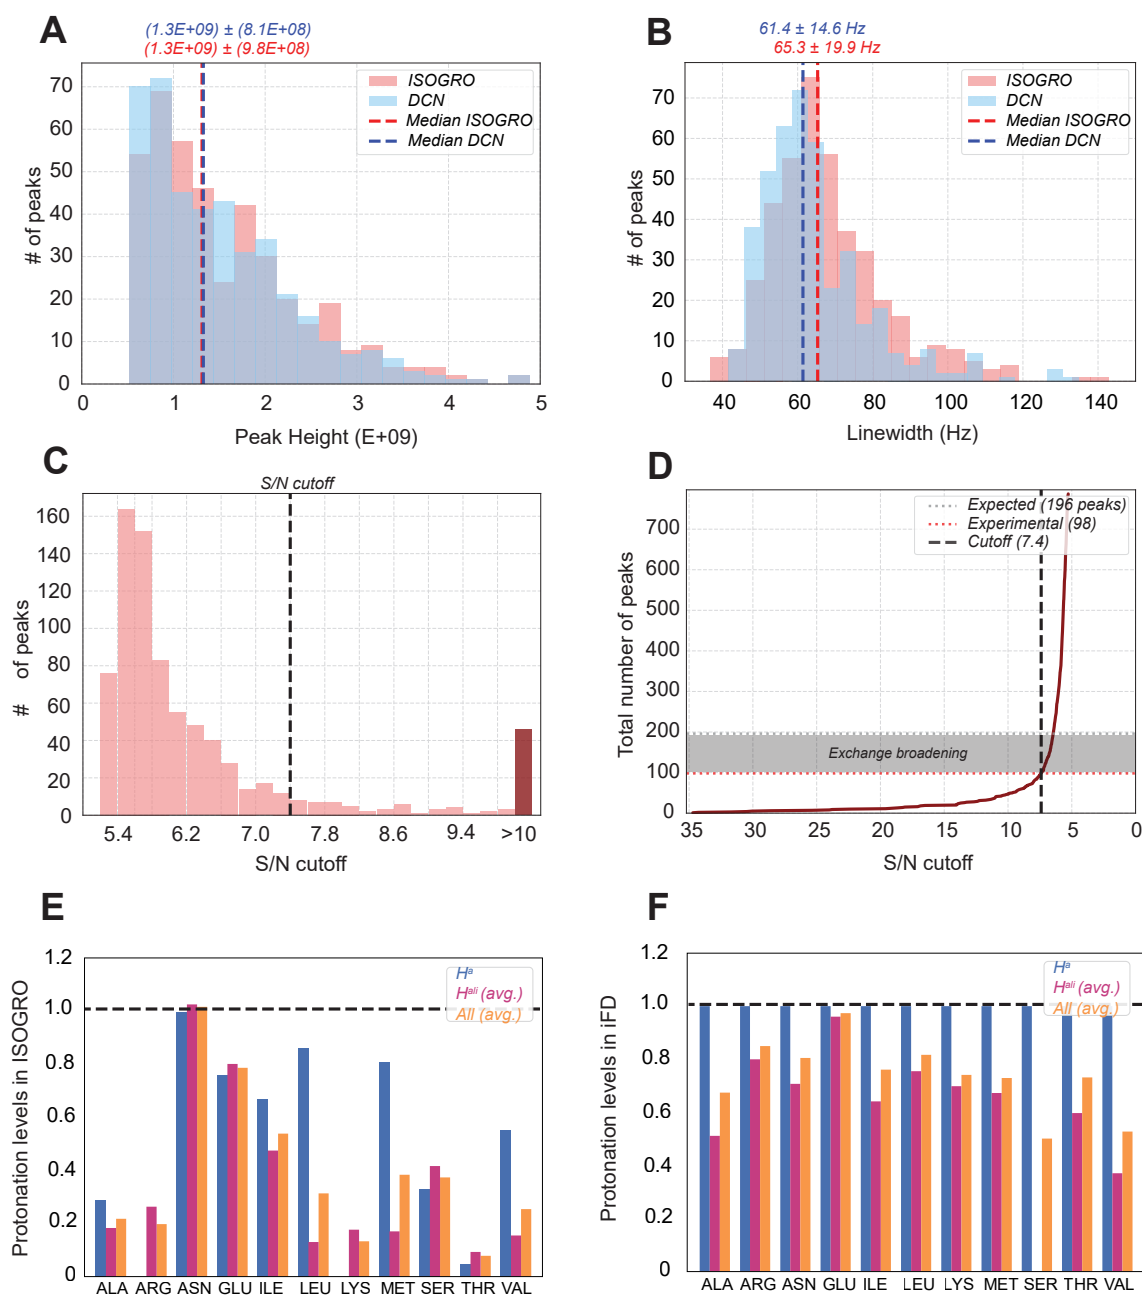 A
(1.3E+09) ± (8.1E+08)
(1.3E+09) ± (9.8E+08)
ISOGRO
DCN
Median ISOGRO
Median DCN
# of peaks
70
60
50
40
30
20
10
0
0 1 2 3 4 5
Peak Height (E+09)
B
61.4 ± 14.6 Hz
65.3 ± 19.9 Hz
ISOGRO
DCN
Median ISOGRO
Median DCN
# of peaks
70
60
50
40
30
20
10
0
40 60 80 100 120 140
Linewidth (Hz)
C
S/N cutoff
# of peaks
160
140
120
100
80
60
40
20
0
5.4 6.2 7.0 7.8 8.6 9.4 >10
S/N cutoff
D
Expected (196 peaks)
Experimental (98)
Cutoff (7.4)
Exchange broadening
Total number of peaks
700
600
500
400
300
200
100
0
35 30 25 20 15 10 5 0
S/N cutoff
E
Hᵃ
Hᵃˡⁱ (avg.)
All (avg.)
Protonation levels in ISOGRO
1.2
1.0
0.8
0.6
0.4
0.2
0
ALA ARG ASN GLU ILE LEU LYS MET SER THR VAL
F
Hᵃ
Hᵃˡⁱ (avg.)
All (avg.)
Protonation levels in iFD
1.2
1.0
0.8
0.6
0.4
0.2
0
ALA ARG ASN GLU ILE LEU LYS MET SER THR VAL